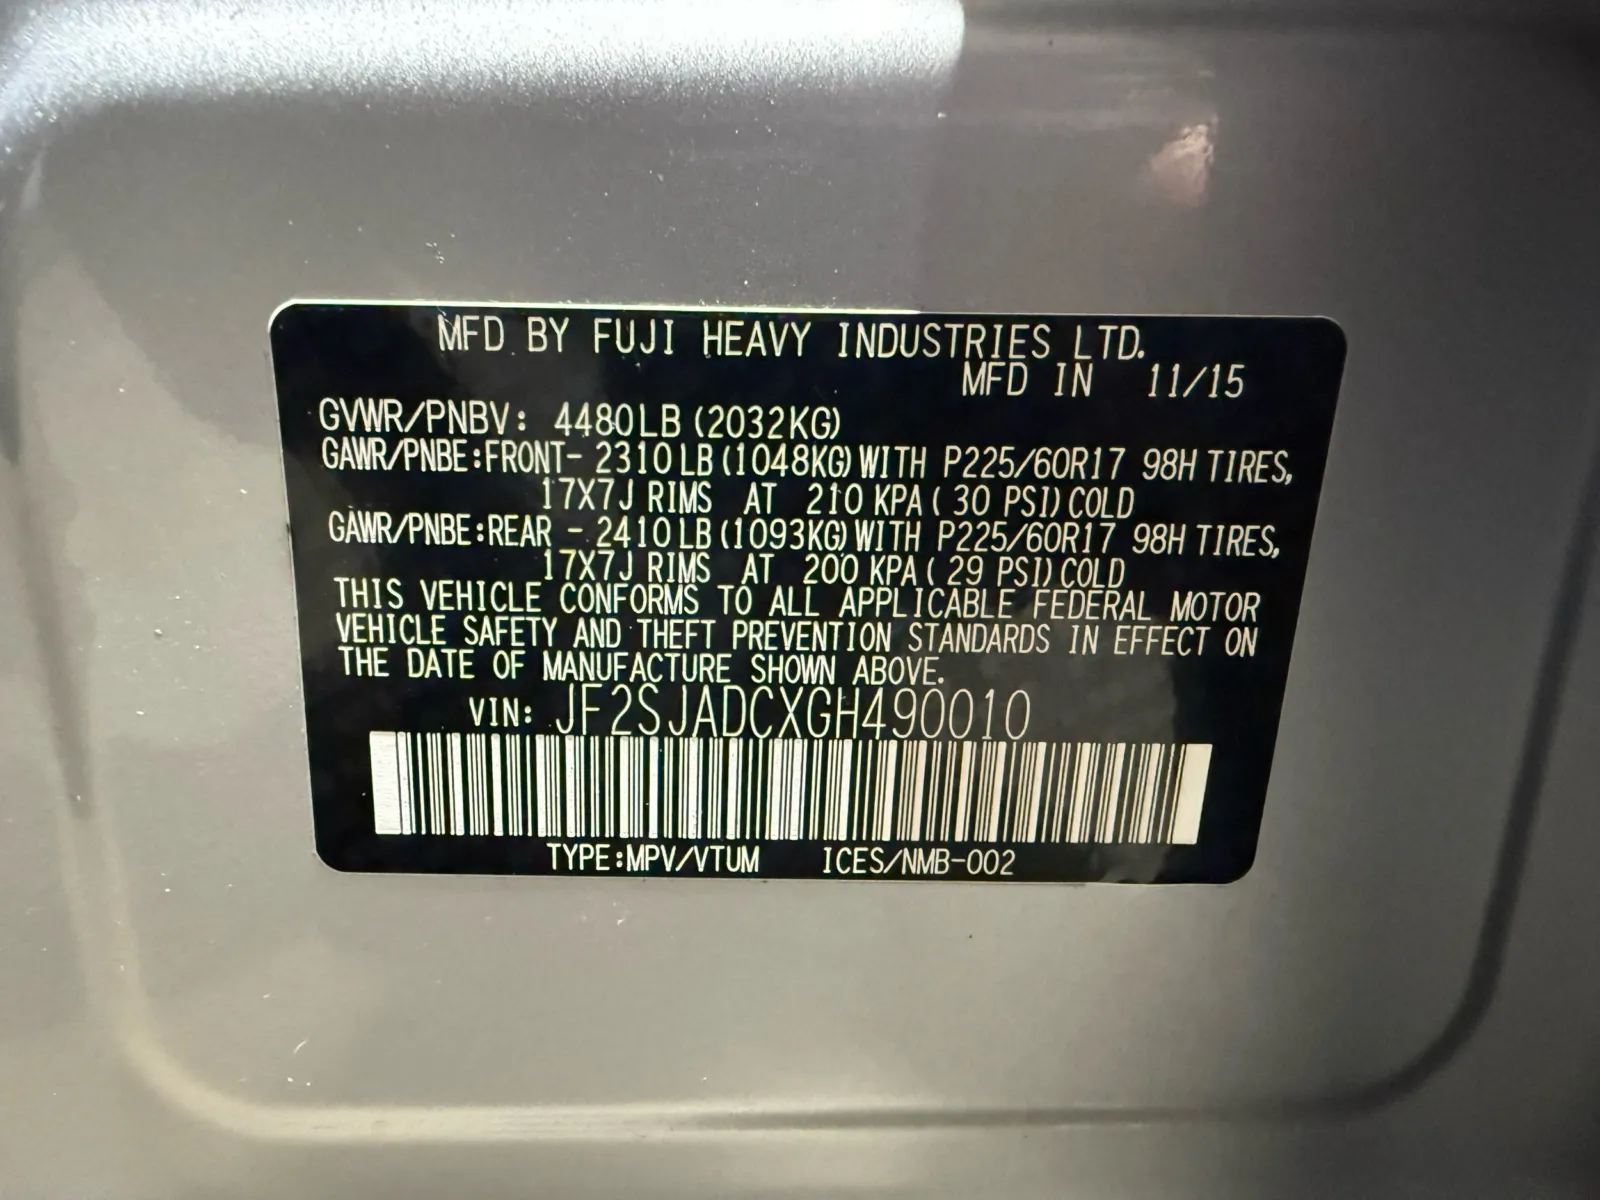 MFD BY FUJI HEAVY INDUSTRIES LTD.
MFD IN 11/15
GVWR/PNBV: 4480LB (2032KG)
GAWR/PNBE:FRONT- 2310LB (1048KG) WITH P225/60R17 98H TIRES,
17X7J RIMS AT 210 KPA ( 30 PSI) COLD
GAWR/PNBE:REAR - 2410LB (1093KG) WITH P225/60R17 98H TIRES,
17X7J RIMS AT 200 KPA ( 29 PSI) COLD
THIS VEHICLE CONFORMS TO ALL APPLICABLE FEDERAL MOTOR
VEHICLE SAFETY AND THEFT PREVENTION STANDARDS IN EFFECT ON
THE DATE OF MANUFACTURE SHOWN ABOVE.
VIN: JF2SJADCXGH490010
TYPE:MPV/VTUM ICES/NMB-002